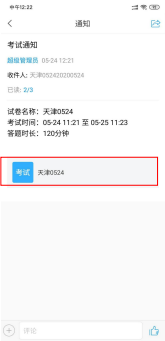 中午12:22
通知
考试通知
超级管理员 05-24 12:21
收件人: 天津052420200524
已读: 2/3
试卷名称: 天津0524
考试时间: 05-24 11:21 至 05-25 11:23
答题时长: 120分钟
考试 天津0524
评论